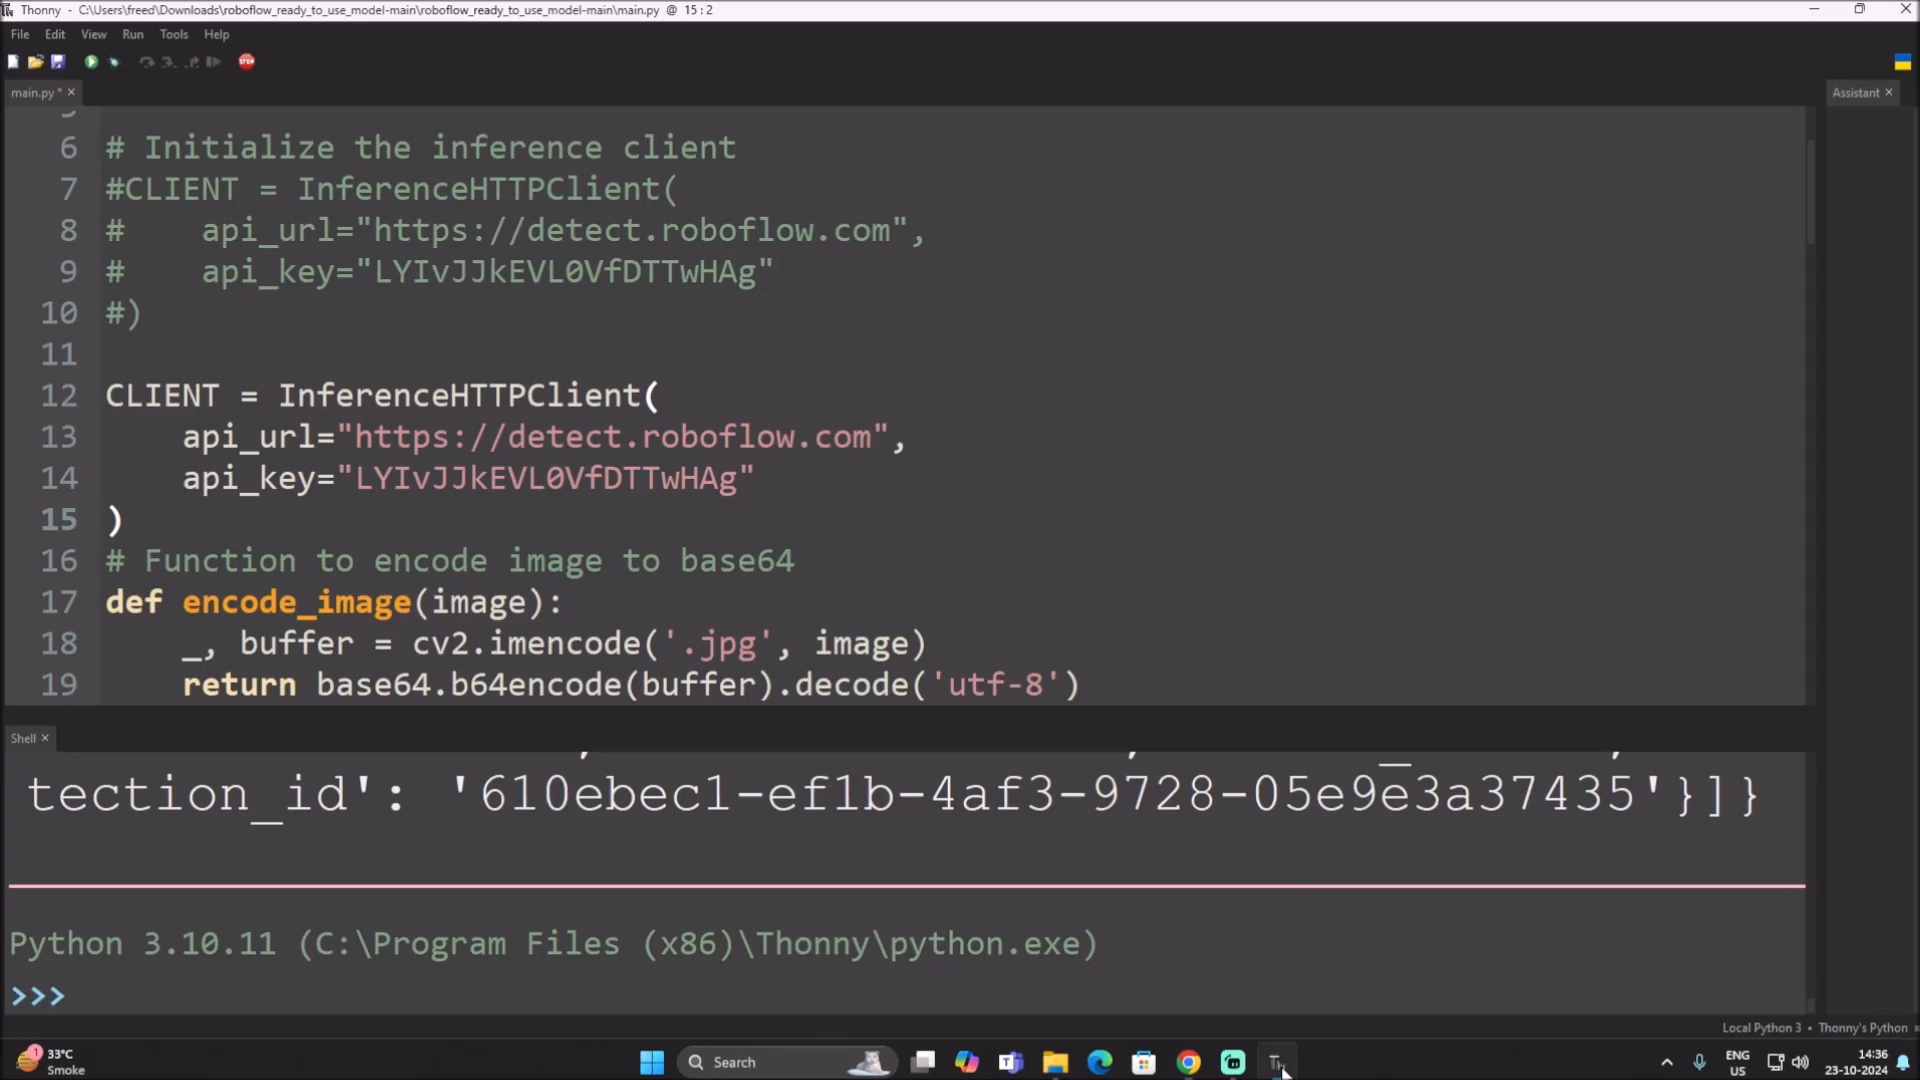 Thonny - C:\Users\freed\Downloads\roboflow_ready_to_use_model-main\roboflow_ready_to_use_model-main\main.py @ 15 : 2
File Edit View Run Tools Help
STOP
main.py * ×
Assistant ×
6 # Initialize the inference client
7 #CLIENT = InferenceHTTPClient(
8 #    api_url="https://detect.roboflow.com",
9 #    api_key="LYIvJJkEVL0VfDTTwHAg"
10 #)
11
12 CLIENT = InferenceHTTPClient(
13     api_url="https://detect.roboflow.com",
14     api_key="LYIvJJkEVL0VfDTTwHAg"
15 )
16 # Function to encode image to base64
17 def encode_image(image):
18     _, buffer = cv2.imencode('.jpg', image)
19     return base64.b64encode(buffer).decode('utf-8')
Shell ×
tection_id': '610ebec1-ef1b-4af3-9728-05e9e3a37435'}]}
Python 3.10.11 (C:\Program Files (x86)\Thonny\python.exe)
>>>
Local Python 3 • Thonny's Python
1
33°C
Smoke
Search
ENG
US
14:36
23-10-2024